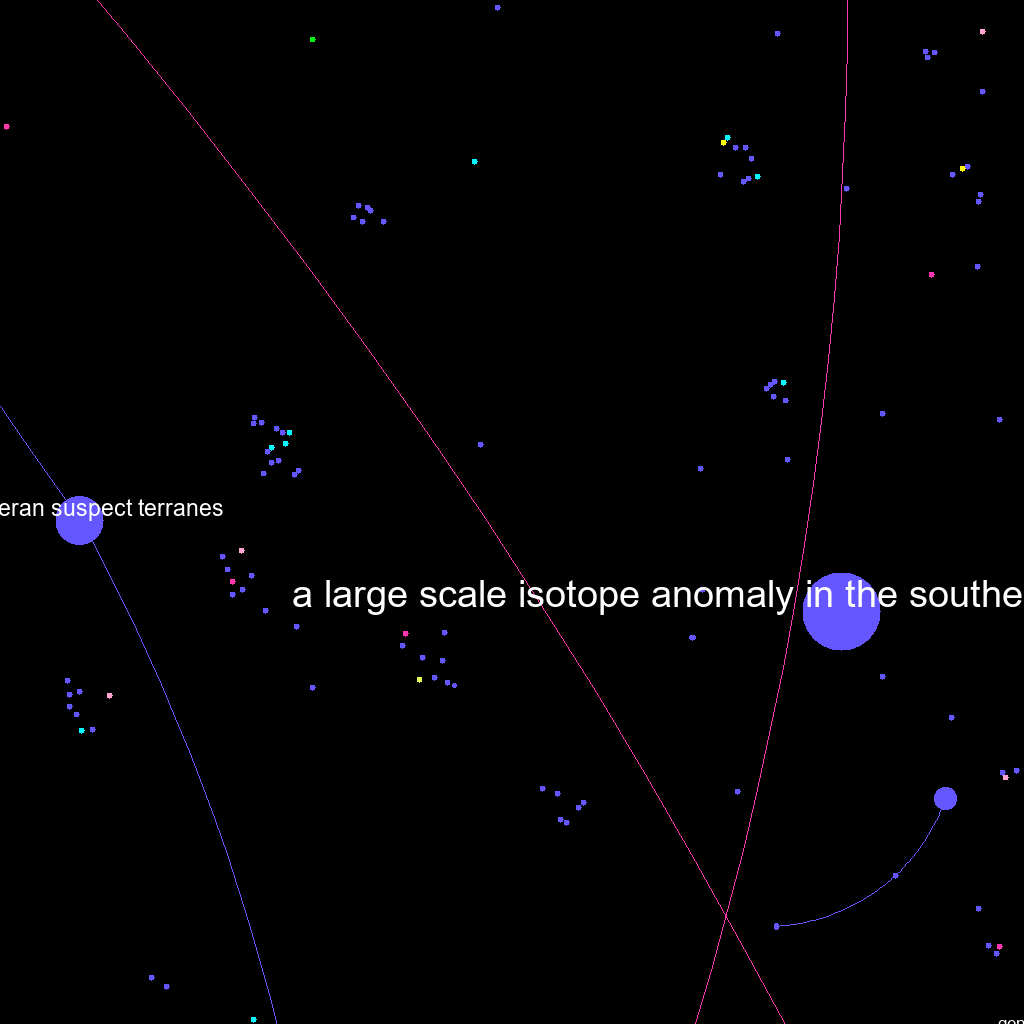 eran suspect terranes
a large scale isotope anomaly in the southe